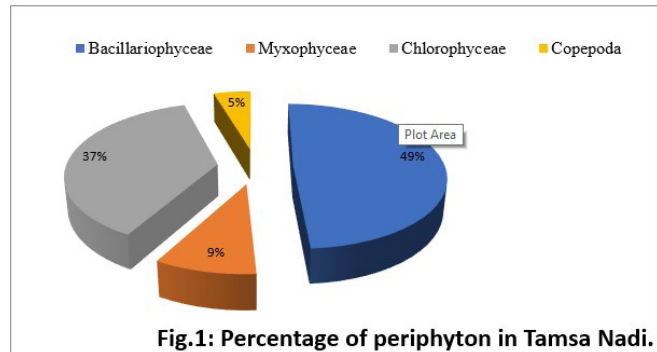 Bacillariophyceae Myxophyceae Chlorophyceae Copepoda
5%
Plot Area
37%
49%
9%
Fig.1: Percentage of periphyton in Tamsa Nadi.